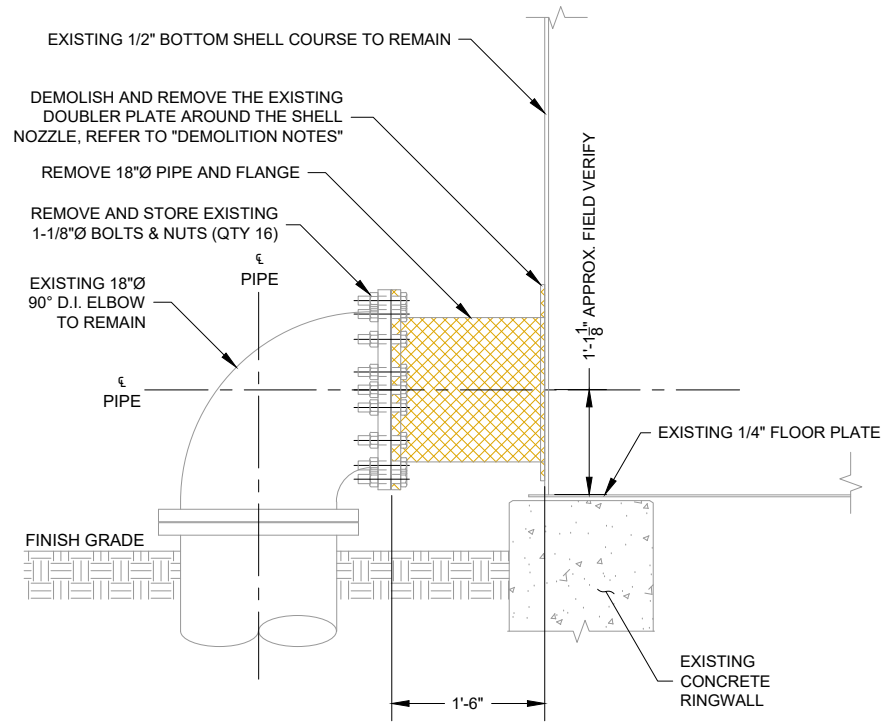 EXISTING 1/2" BOTTOM SHELL COURSE TO REMAIN
DEMOLISH AND REMOVE THE EXISTING
DOUBLER PLATE AROUND THE SHELL
NOZZLE, REFER TO "DEMOLITION NOTES"
REMOVE 18"Ø PIPE AND FLANGE
REMOVE AND STORE EXISTING
1-1/8"Ø BOLTS & NUTS (QTY 16)
℄
PIPE
EXISTING 18"Ø
90° D.I. ELBOW
TO REMAIN
℄
PIPE
1'-1 1/8" APPROX. FIELD VERIFY
EXISTING 1/4" FLOOR PLATE
FINISH GRADE
EXISTING
CONCRETE
RINGWALL
1'-6"